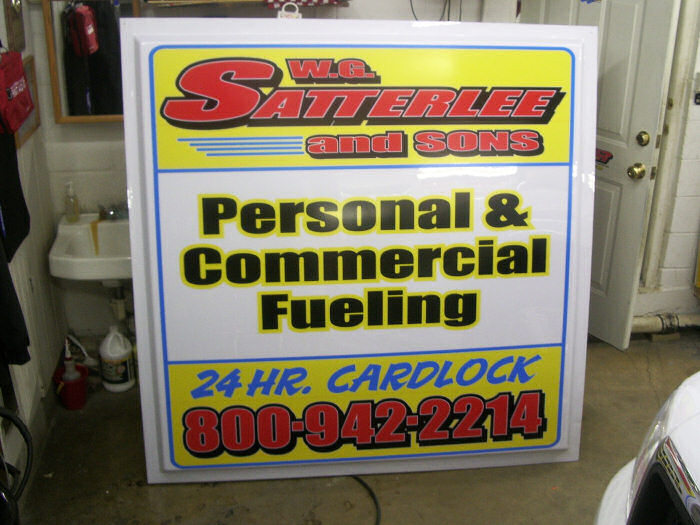 W.G.
SATTERLEE
and SONS
Personal &
Commercial
Fueling
24 HR. CARDLOCK
800-942-2214